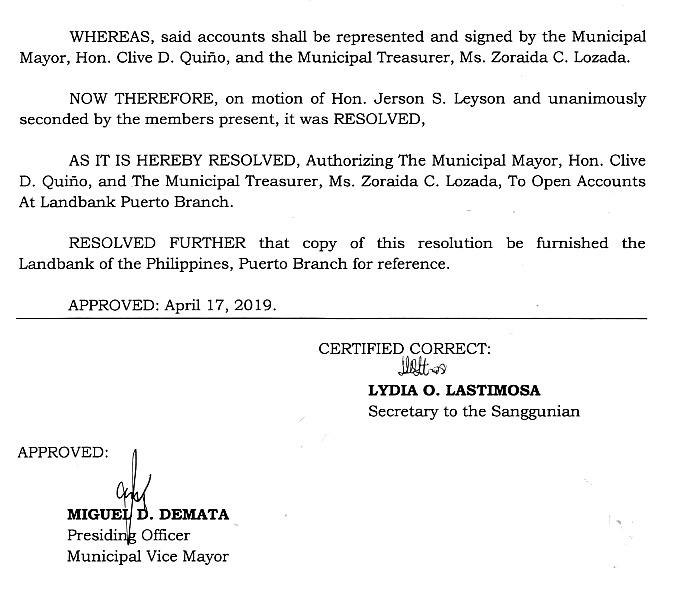 WHEREAS, said accounts shall be represented and signed by the Municipal
Mayor, Hon. Clive D. Quiño, and the Municipal Treasurer, Ms. Zoraida C. Lozada.
NOW THEREFORE, on motion of Hon. Jerson S. Leyson and unanimously
seconded by the members present, it was RESOLVED,
AS IT IS HEREBY RESOLVED, Authorizing The Municipal Mayor, Hon. Clive
D. Quiño, and The Municipal Treasurer, Ms. Zoraida C. Lozada, To Open Accounts
At Landbank Puerto Branch.
RESOLVED FURTHER that copy of this resolution be furnished the
Landbank of the Philippines, Puerto Branch for reference.
APPROVED: April 17, 2019.
CERTIFIED CORRECT:
LYDIA O. LASTIMOSA
Secretary to the Sanggunian
APPROVED:
MIGUEL D. DEMATA
Presiding Officer
Municipal Vice Mayor